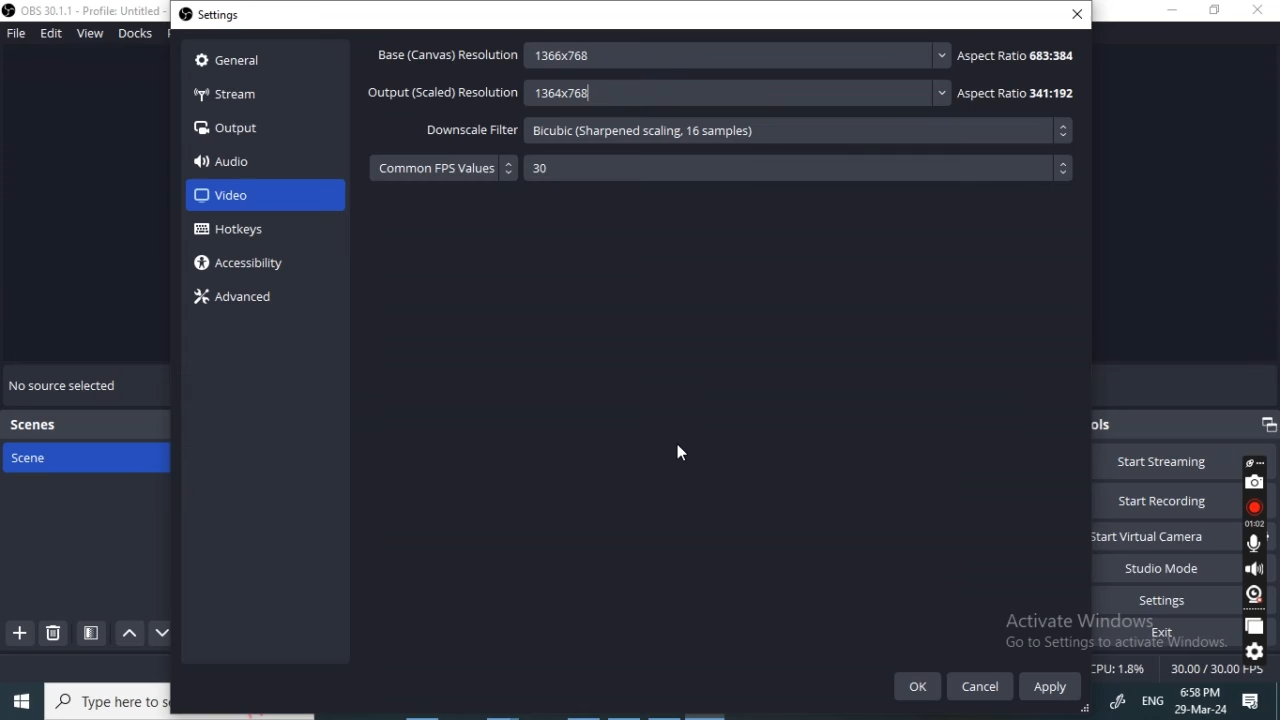 OBS 30.1.1 - Profile: Untitled -
Settings
File Edit View Docks
General
Stream
Output
Audio
Video
Hotkeys
Accessibility
Advanced
Base (Canvas) Resolution 1366x768 Aspect Ratio 683:384
Output (Scaled) Resolution 1364x768 Aspect Ratio 341:192
Downscale Filter Bicubic (Sharpened scaling, 16 samples)
Common FPS Values 30
No source selected
Scenes
Scene
ols
Start Streaming
Start Recording
01:02
Start Virtual Camera
Studio Mode
Settings
Exit
Activate Windows
Go to Settings to activate Windows.
CPU: 1.8% 30.00 / 30.00 FPS
OK Cancel Apply
Type here to s
ENG
6:58 PM
29-Mar-24